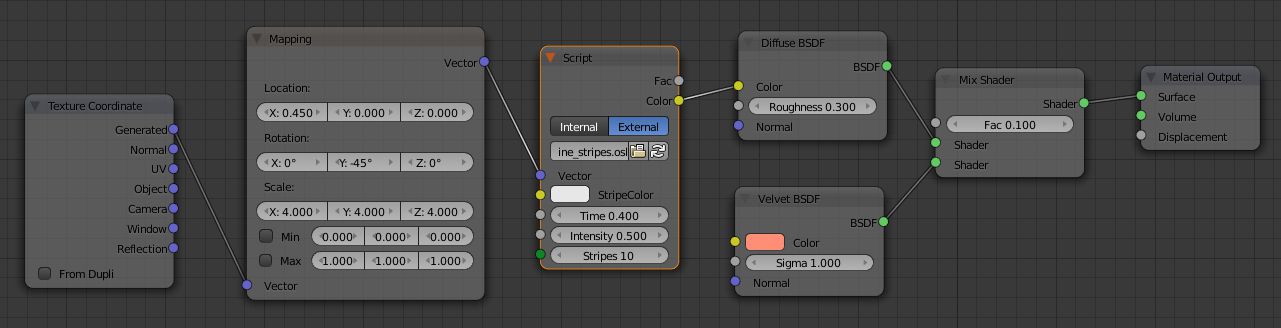 Texture Coordinate
Generated
Normal
UV
Object
Camera
Window
Reflection
From Dupli
Mapping
Vector
Location:
X: 0.450 Y: 0.000 Z: 0.000
Rotation:
X: 0° Y: -45° Z: 0°
Scale:
X: 4.000 Y: 4.000 Z: 4.000
Min 0.000 0.000 0.000
Max 1.000 1.000 1.000
Vector
Script
Fac
Color
Internal External
ine_stripes.osl
Vector
StripeColor
Time 0.400
Intensity 0.500
Stripes 10
Diffuse BSDF
BSDF
Color
Roughness 0.300
Normal
Velvet BSDF
BSDF
Color
Sigma 1.000
Normal
Mix Shader
Shader
Fac 0.100
Shader
Shader
Material Output
Surface
Volume
Displacement